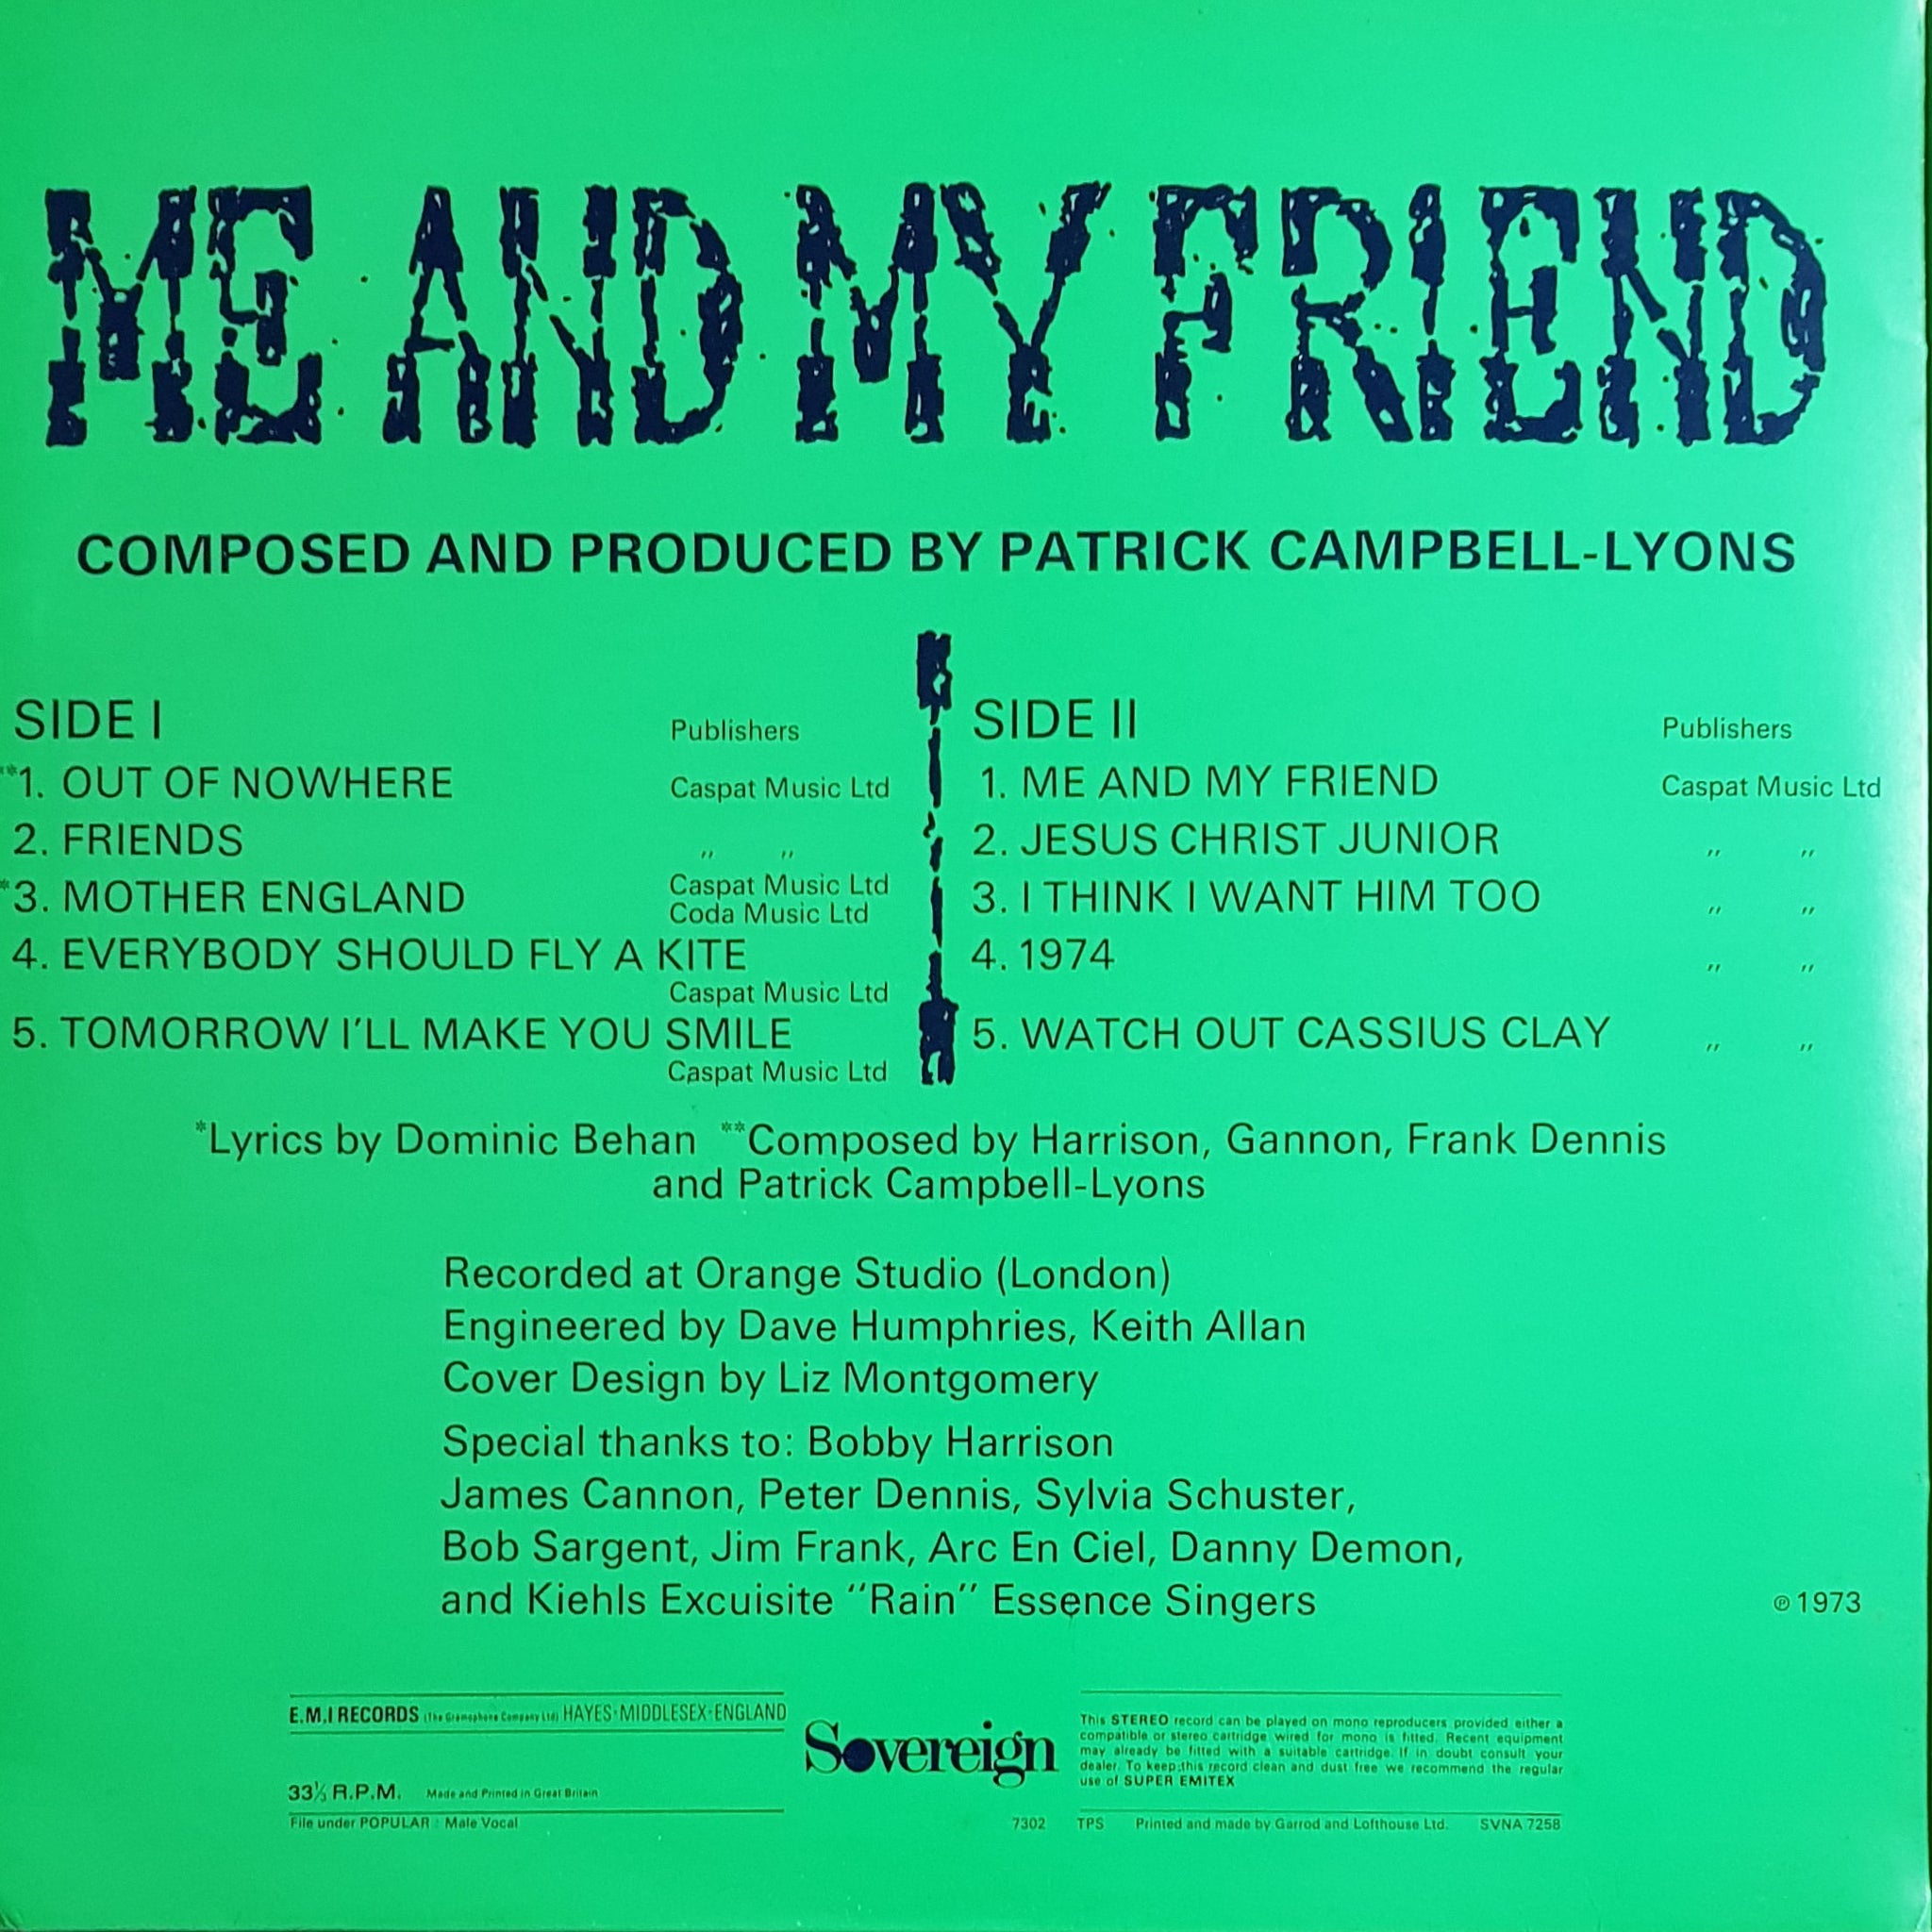 ME AND MY FRIEND
COMPOSED AND PRODUCED BY PATRICK CAMPBELL-LYONS
SIDE I
Publishers
**1. OUT OF NOWHERE
Caspat Music Ltd
2. FRIENDS
„ „
*3. MOTHER ENGLAND
Caspat Music Ltd
Coda Music Ltd
4. EVERYBODY SHOULD FLY A KITE
Caspat Music Ltd
5. TOMORROW I'LL MAKE YOU SMILE
Caspat Music Ltd
SIDE II
Publishers
1. ME AND MY FRIEND
Caspat Music Ltd
2. JESUS CHRIST JUNIOR
„ „
3. I THINK I WANT HIM TOO
„ „
4. 1974
„ „
5. WATCH OUT CASSIUS CLAY
„ „
*Lyrics by Dominic Behan **Composed by Harrison, Gannon, Frank Dennis
and Patrick Campbell-Lyons
Recorded at Orange Studio (London)
Engineered by Dave Humphries, Keith Allan
Cover Design by Liz Montgomery
Special thanks to: Bobby Harrison
James Cannon, Peter Dennis, Sylvia Schuster,
Bob Sargent, Jim Frank, Arc En Ciel, Danny Demon,
and Kiehls Excuisite "Rain" Essence Singers
℗ 1973
E.M.I RECORDS (The Gramophone Company Ltd) HAYES·MIDDLESEX·ENGLAND
33⅓ R.P.M. Made and Printed in Great Britain
File under POPULAR : Male Vocal
Sovereign
This STEREO record can be played on mono reproducers provided either a
compatible or stereo cartridge wired for mono is fitted. Recent equipment
may already be fitted with a suitable cartridge. If in doubt consult your
dealer. To keep this record clean and dust free we recommend the regular
use of SUPER EMITEX
7302 TPS Printed and made by Garrod and Lofthouse Ltd. SVNA 7258